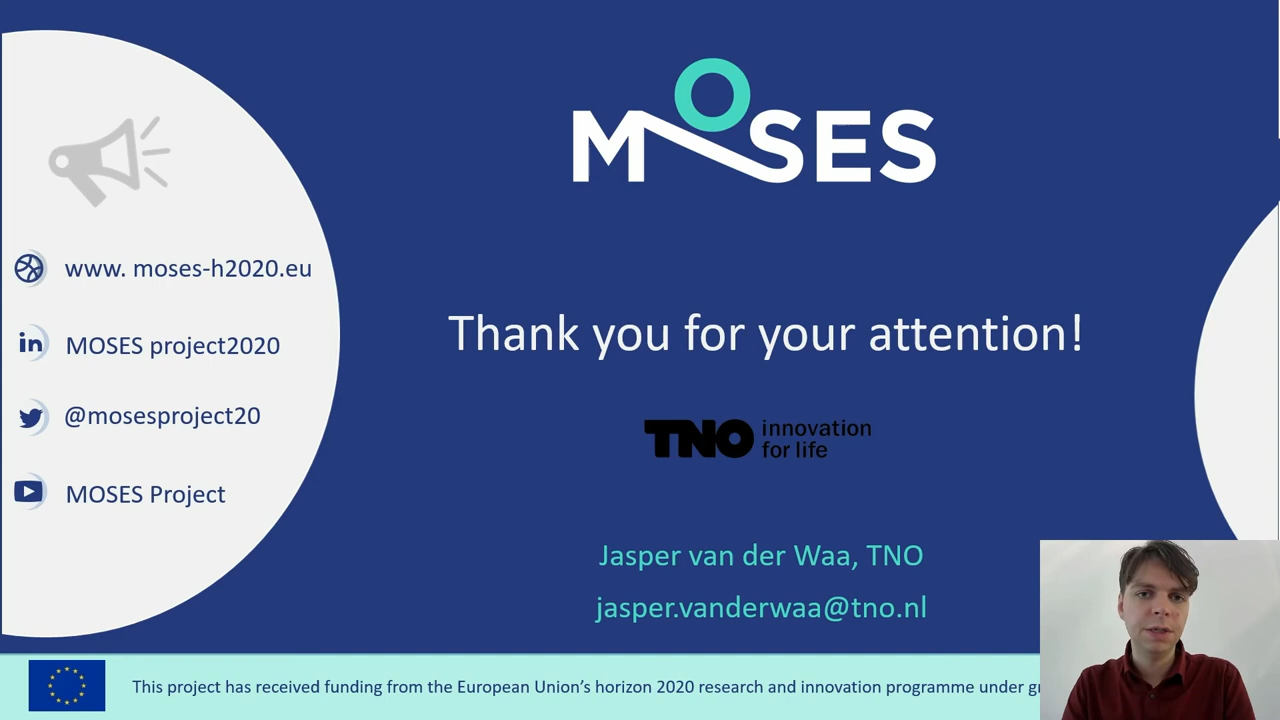 MOSES
www. moses-h2020.eu
MOSES project2020
@mosesproject20
MOSES Project
Thank you for your attention!
TNO innovation
for life
Jasper van der Waa, TNO
jasper.vanderwaa@tno.nl
This project has received funding from the European Union’s horizon 2020 research and innovation programme under